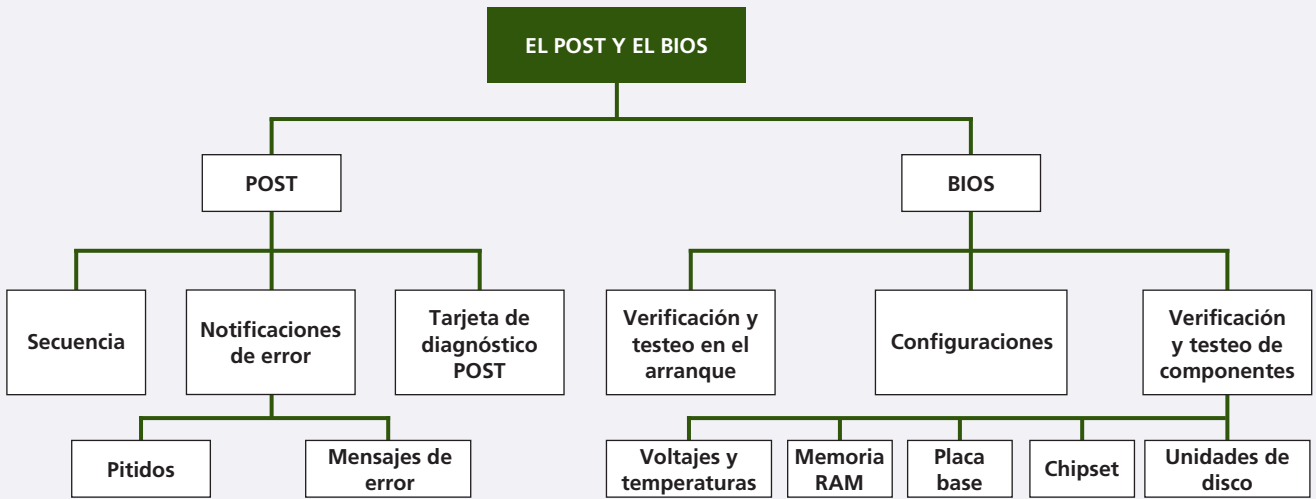 EL POST Y EL BIOS
POST
BIOS
Secuencia
Notificaciones
de error
Tarjeta de
diagnóstico
POST
Verificación y
testeo en el
arranque
Configuraciones
Verificación
y testeo de
componentes
Pitidos
Mensajes de
error
Voltajes y
temperaturas
Memoria
RAM
Placa
base
Chipset
Unidades de
disco